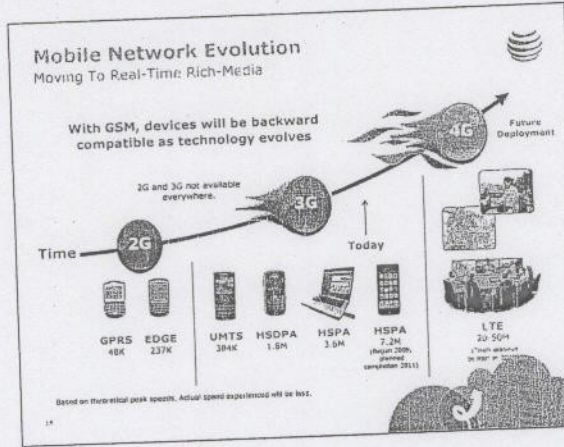 Mobile Network Evolution
Moving To Real-Time Rich-Media
With GSM, devices will be backward
compatible as technology evolves
4G
Future
Deployment
2G and 3G not available
everywhere.
3G
Time
2G
Today
GPRS
48K
EDGE
237K
UMTS
384K
HSDPA
1.8M
HSPA
3.6M
HSPA
7.2M
(Begun 2009,
planned
completion 2011)
LTE
20-50M
Based on theoretical peak speeds. Actual speed experienced will be less.